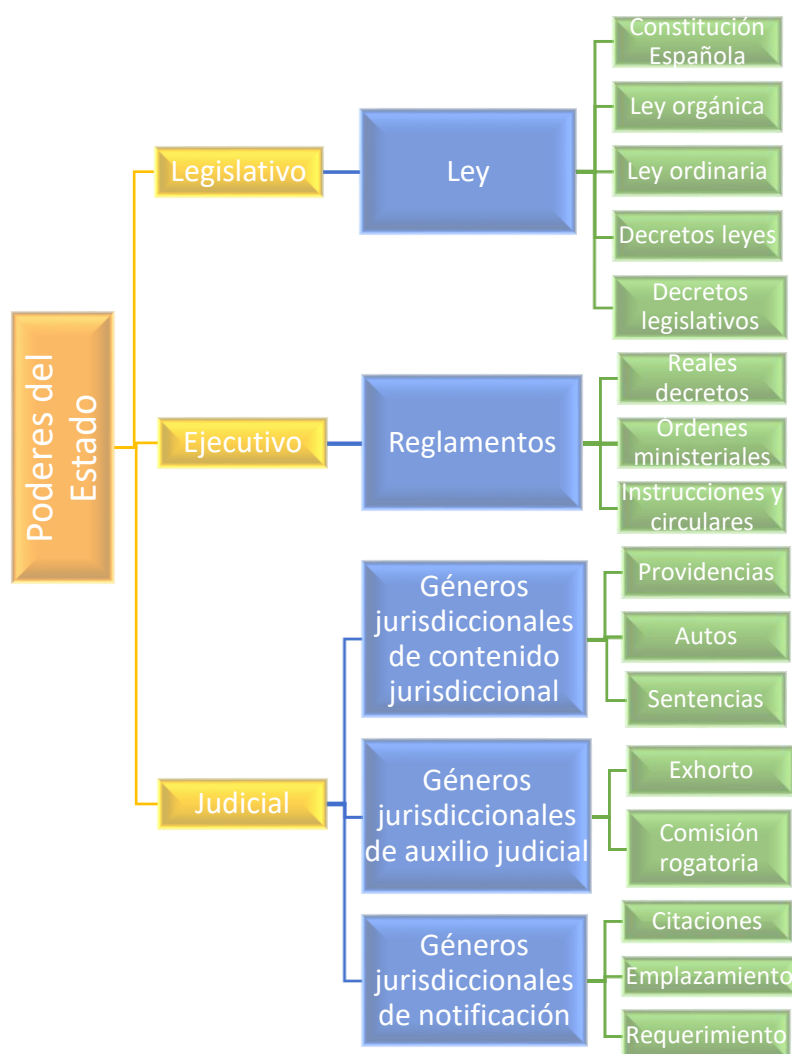 Poderes del
Estado
Legislativo
Ley
Constitución
Española
Ley orgánica
Ley ordinaria
Decretos leyes
Decretos
legislativos
Ejecutivo
Reglamentos
Reales
decretos
Órdenes
ministeriales
Instrucciones y
circulares
Judicial
Géneros
jurisdiccionales
de contenido
jurisdiccional
Providencias
Autos
Sentencias
Géneros
jurisdiccionales
de auxilio judicial
Exhorto
Comisión
rogatoria
Géneros
jurisdiccionales
de notificación
Citaciones
Emplazamiento
Requerimiento